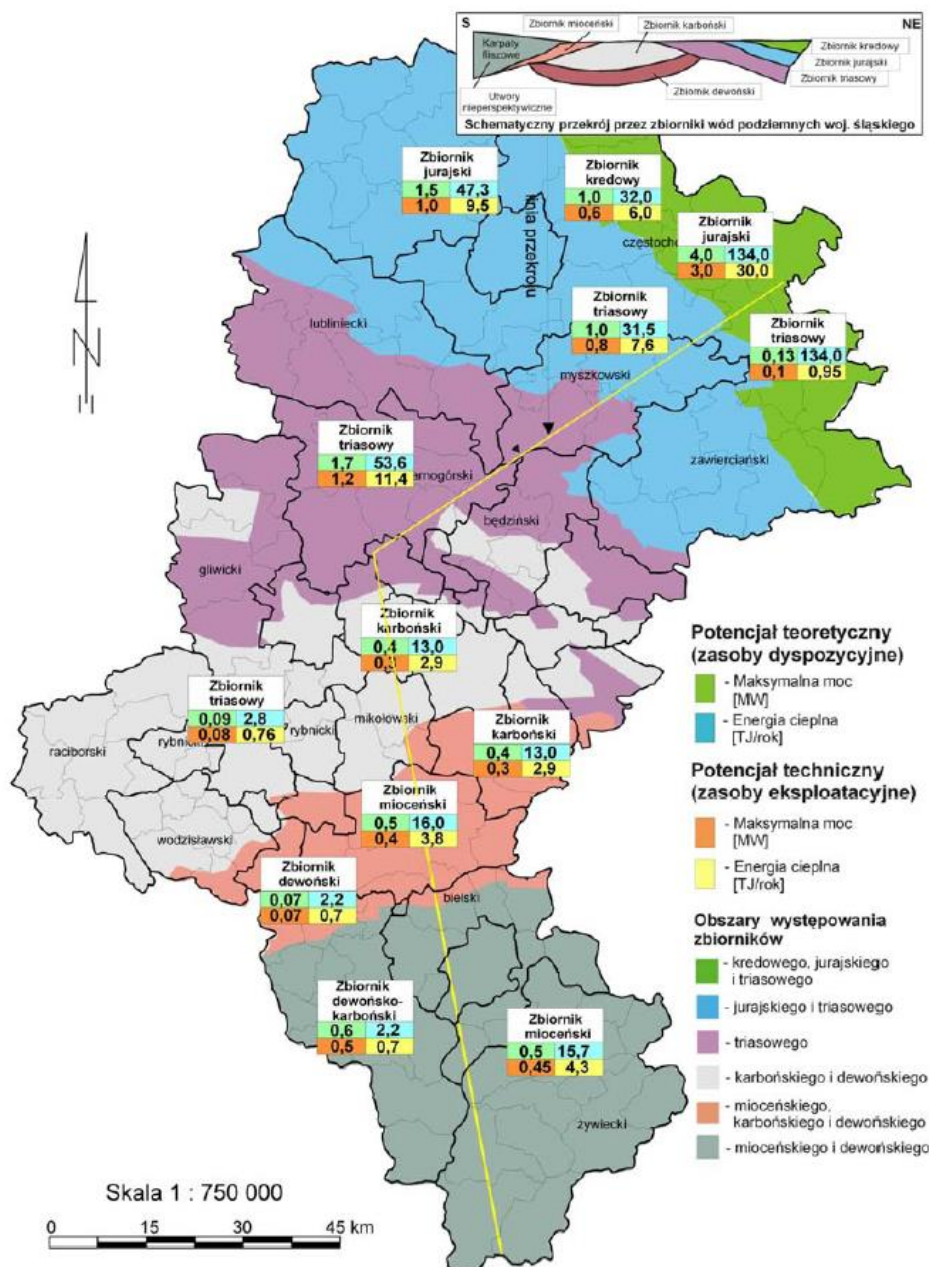 S
NE
Zbiornik mioceński
Zbiornik karboński
Karpaty
fliszowe
Zbiornik kredowy
Zbiornik jurajski
Zbiornik triasowy
Utwory
nieperspektywiczne
Zbiornik dewoński
Schematyczny przekrój przez zbiorniki wód podziemnych woj. śląskiego
Zbiornik
jurajski
1,5 47,3
1,0 9,5
Zbiornik
kredowy
1,0 32,0
0,6 6,0
linia przekroju
częstocho
Zbiornik
jurajski
4,0 134,0
3,0 30,0
Zbiornik
triasowy
1,0 31,5
0,8 7,6
Zbiornik
triasowy
0,13 134,0
0,1 0,95
lubliniecki
myszkowski
N
Zbiornik
triasowy
1,7 53,6
1,2 11,4
arnogórski
zawierciański
będziński
gliwicki
Zbiornik
karboński
0,4 13,0
0,3 2,9
Zbiornik
triasowy
0,09 2,8
0,08 0,76
raciborski
rybnicki
rybnicki
mikołowski
Zbiornik
karboński
0,4 13,0
0,3 2,9
Zbiornik
mioceński
0,5 16,0
0,4 3,8
wodzisławski
Zbiornik
dewoński
0,07 2,2
0,07 0,7
bielski
Zbiornik
dewońsko-
karboński
0,6 2,2
0,5 0,7
Zbiornik
mioceński
0,5 15,7
0,45 4,3
żywiecki
Potencjał teoretyczny
(zasoby dyspozycyjne)
- Maksymalna moc
[MW]
- Energia cieplna
[TJ/rok]
Potencjał techniczny
(zasoby eksploatacyjne)
- Maksymalna moc
[MW]
- Energia cieplna
[TJ/rok]
Obszary występowania
zbiorników
- kredowego, jurajskiego
i triasowego
- jurajskiego i triasowego
- triasowego
- karbońskiego i dewońskiego
- mioceńskiego,
karbońskiego i dewońskiego
- mioceńskiego i dewońskiego
Skala 1 : 750 000
0 15 30 45 km